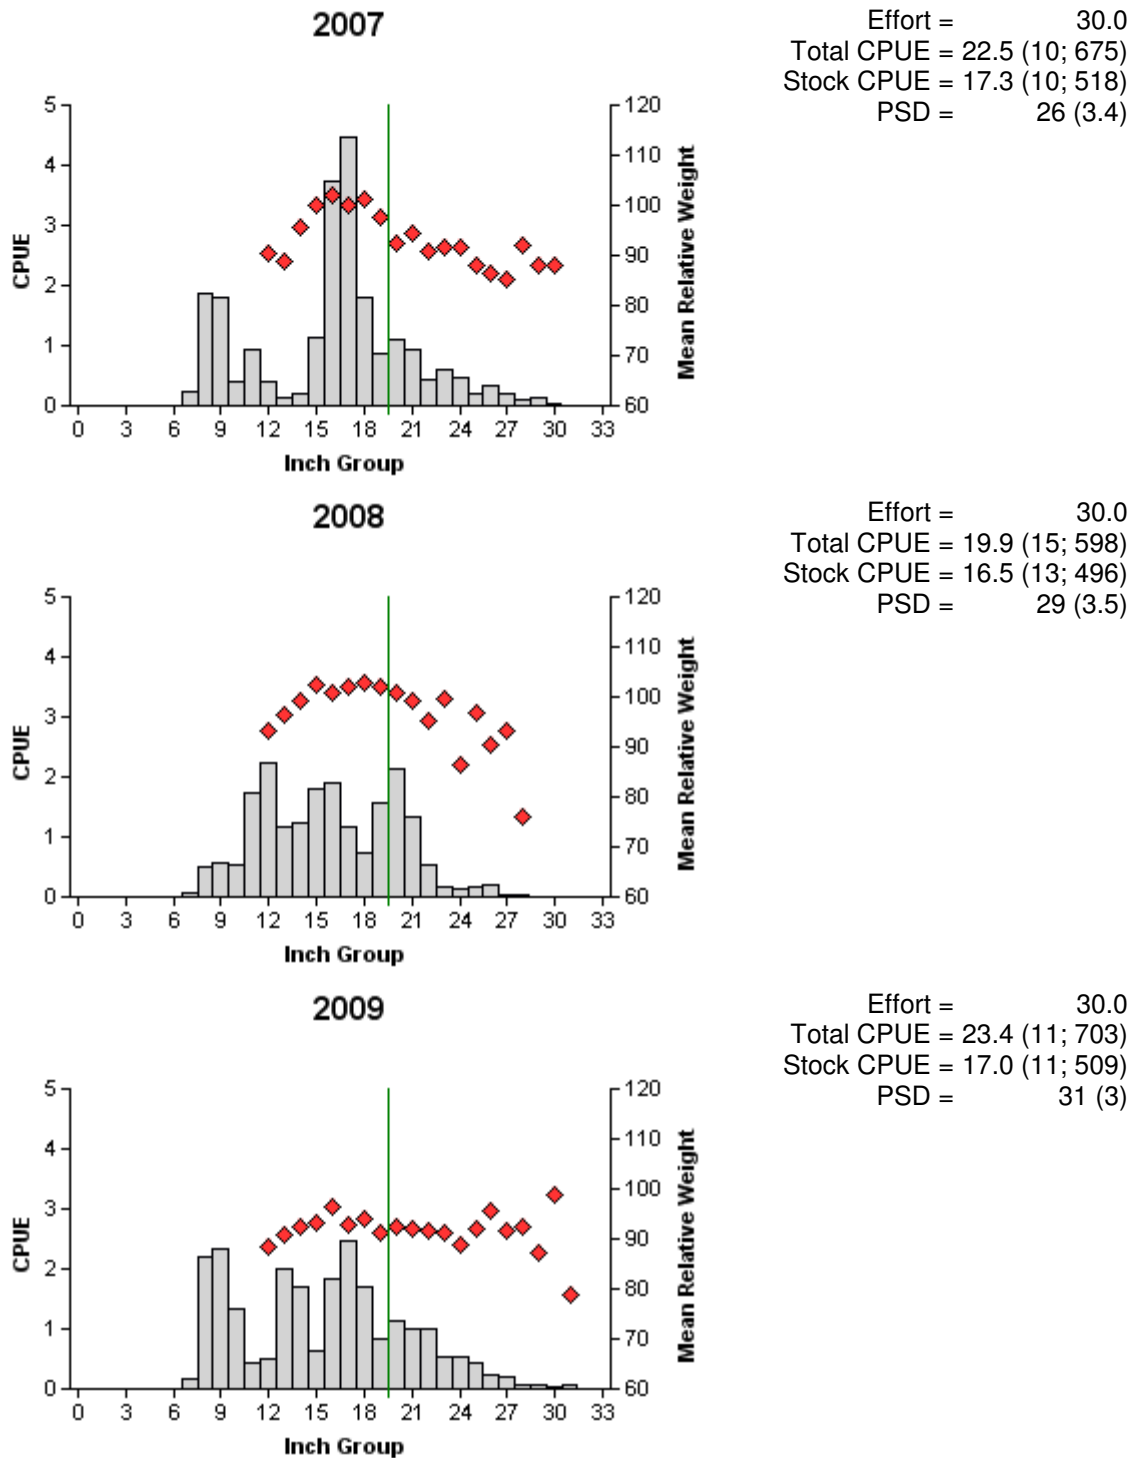 2007
Effort = 30.0
Total CPUE = 22.5 (10; 675)
Stock CPUE = 17.3 (10; 518)
PSD = 26 (3.4)
5 120
110
4
100
3
90
2
80
1
70
0 60
CPUE
Mean Relative Weight
0 3 6 9 12 15 18 21 24 27 30 33
Inch Group
2008
Effort = 30.0
Total CPUE = 19.9 (15; 598)
Stock CPUE = 16.5 (13; 496)
PSD = 29 (3.5)
5 120
110
4
100
3
90
2
80
1
70
0 60
CPUE
Mean Relative Weight
0 3 6 9 12 15 18 21 24 27 30 33
Inch Group
2009
Effort = 30.0
Total CPUE = 23.4 (11; 703)
Stock CPUE = 17.0 (11; 509)
PSD = 31 (3)
5 120
110
4
100
3
90
2
80
1
70
0 60
CPUE
Mean Relative Weight
0 3 6 9 12 15 18 21 24 27 30 33
Inch Group